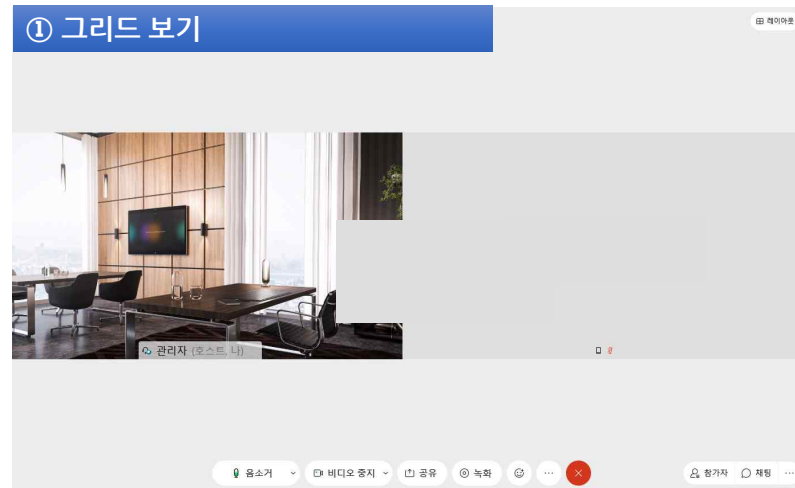 ① 그리드 보기
레이아웃
관리자 (호스트, 나)
음소거
비디오 중지
공유
녹화
참가자
채팅